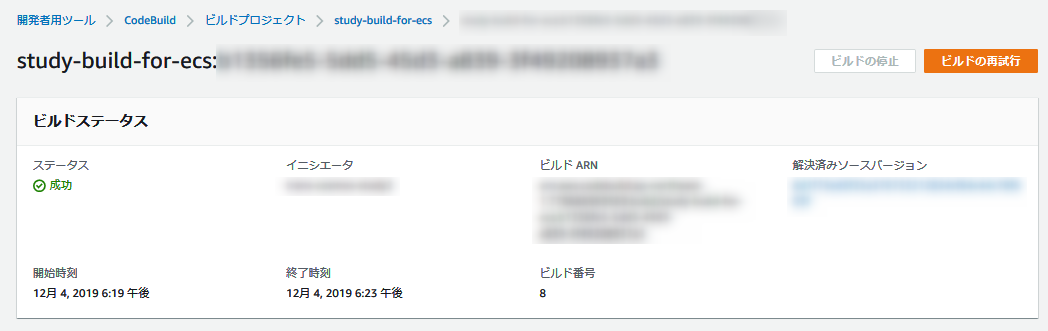 開発者用ツール > CodeBuild > ビルドプロジェクト > study-build-for-ecs >
study-build-for-ecs:
ビルドの停止
ビルドの再試行
ビルドステータス
ステータス
成功
イニシエータ
ビルド ARN
解決済みソースバージョン
開始時刻
12月 4, 2019 6:19 午後
終了時刻
12月 4, 2019 6:23 午後
ビルド番号
8